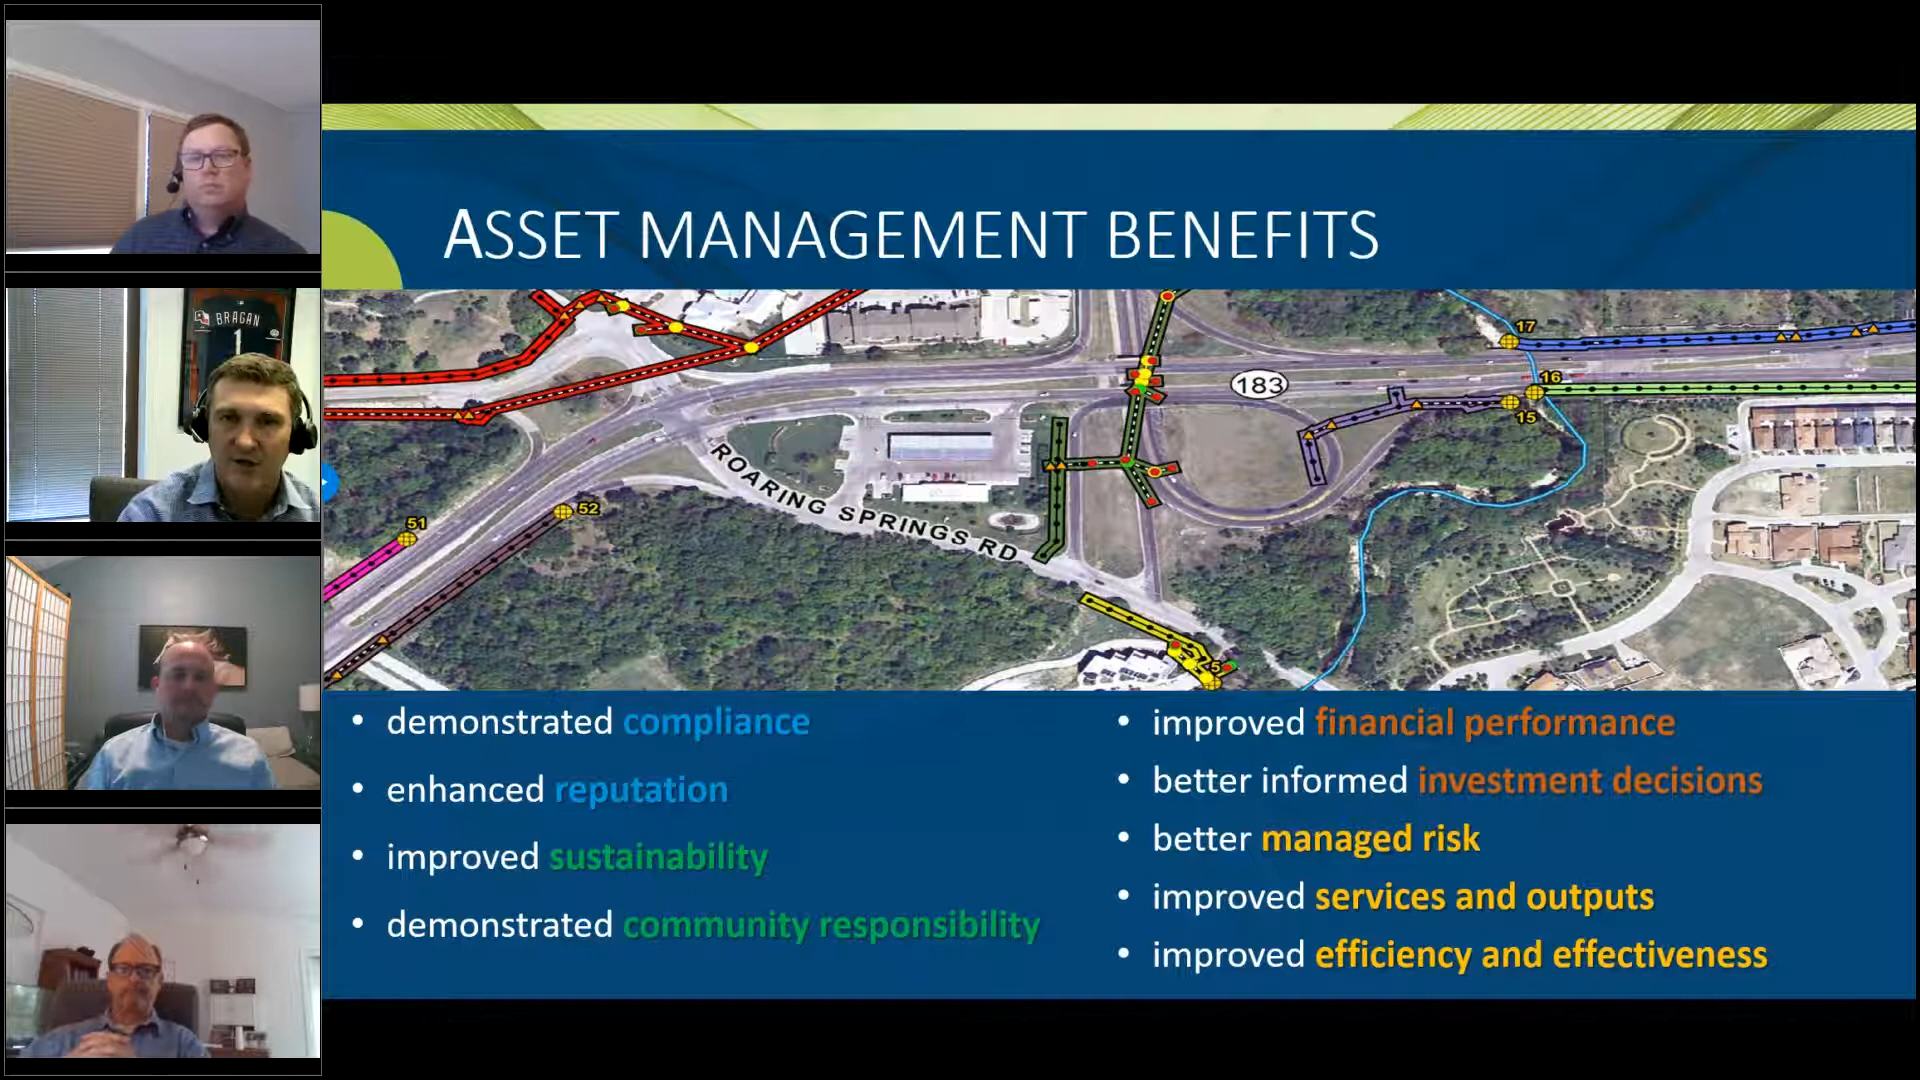 BRAGAN
1
ASSET MANAGEMENT BENEFITS
17
183
16
15
ROARING SPRINGS RD
52
51
45
• demonstrated compliance
• enhanced reputation
• improved sustainability
• demonstrated community responsibility
• improved financial performance
• better informed investment decisions
• better managed risk
• improved services and outputs
• improved efficiency and effectiveness